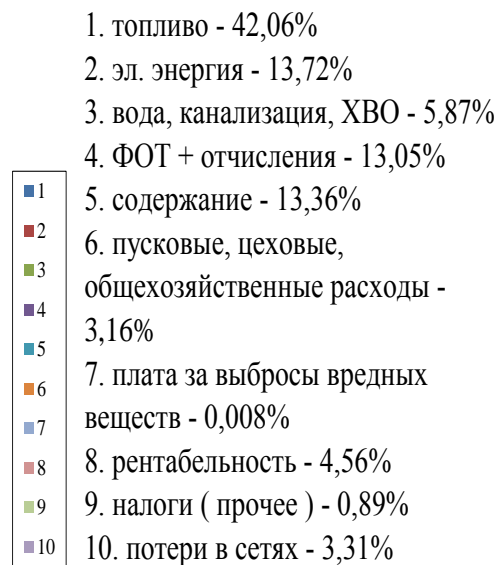 1. топливо - 42,06%
2. эл. энергия - 13,72%
3. вода, канализация, ХВО - 5,87%
4. ФОТ + отчисления - 13,05%
5. содержание - 13,36%
6. пусковые, цеховые,
общехозяйственные расходы -
3,16%
7. плата за выбросы вредных
веществ - 0,008%
8. рентабельность - 4,56%
9. налоги ( прочее ) - 0,89%
10. потери в сетях - 3,31%
1
2
3
4
5
6
7
8
9
10